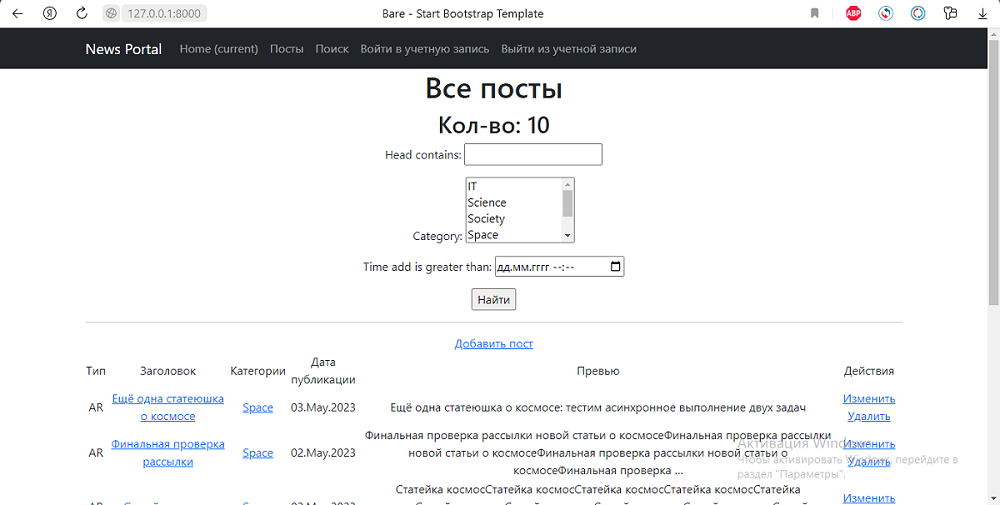 127.0.0.1:8000 Bare - Start Bootstrap Template ABP
News Portal Home (current) Посты Поиск Войти в учетную запись Выйти из учетной записи
Все посты
Кол-во: 10
Head contains:
IT
Science
Society
Space
Category:
Time add is greater than: дд.мм.гггг --:--
Найти
Добавить пост
Тип Заголовок Категории Дата публикации Превью Действия
AR Ещё одна статеюшка о космосе Space 03.May.2023 Ещё одна статеюшка о космосе: тестим асинхронное выполнение двух задач Изменить Удалить
AR Финальная проверка рассылки Space 02.May.2023 Финальная проверка рассылки новой статьи о космосеФинальная проверка рассылки
новой статьи о космосеФинальная проверка рассылки новой статьи о
космосеФинальная проверка ... Изменить Удалить
Активация Windows
Чтобы активировать Windows, перейдите в
раздел "Параметры".
Статейка космосСтатейка космосСтатейка космосСтатейка космосСтатейка
Изменить